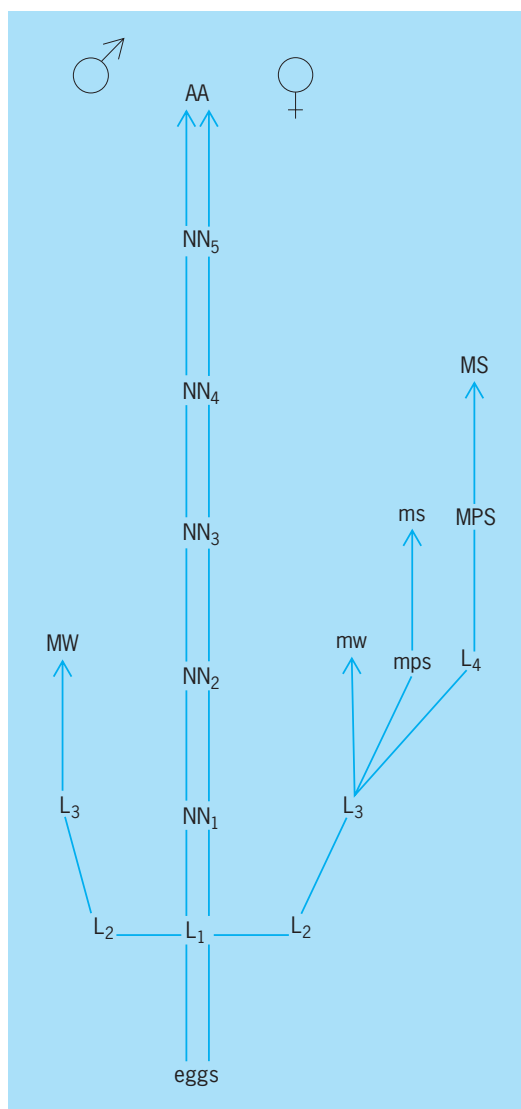 AA
NN₅
MS
NN₄
ms MPS
NN₃
MW mw mps L₄
NN₂
L₃ NN₁ L₃
L₂ L₁ L₂
eggs